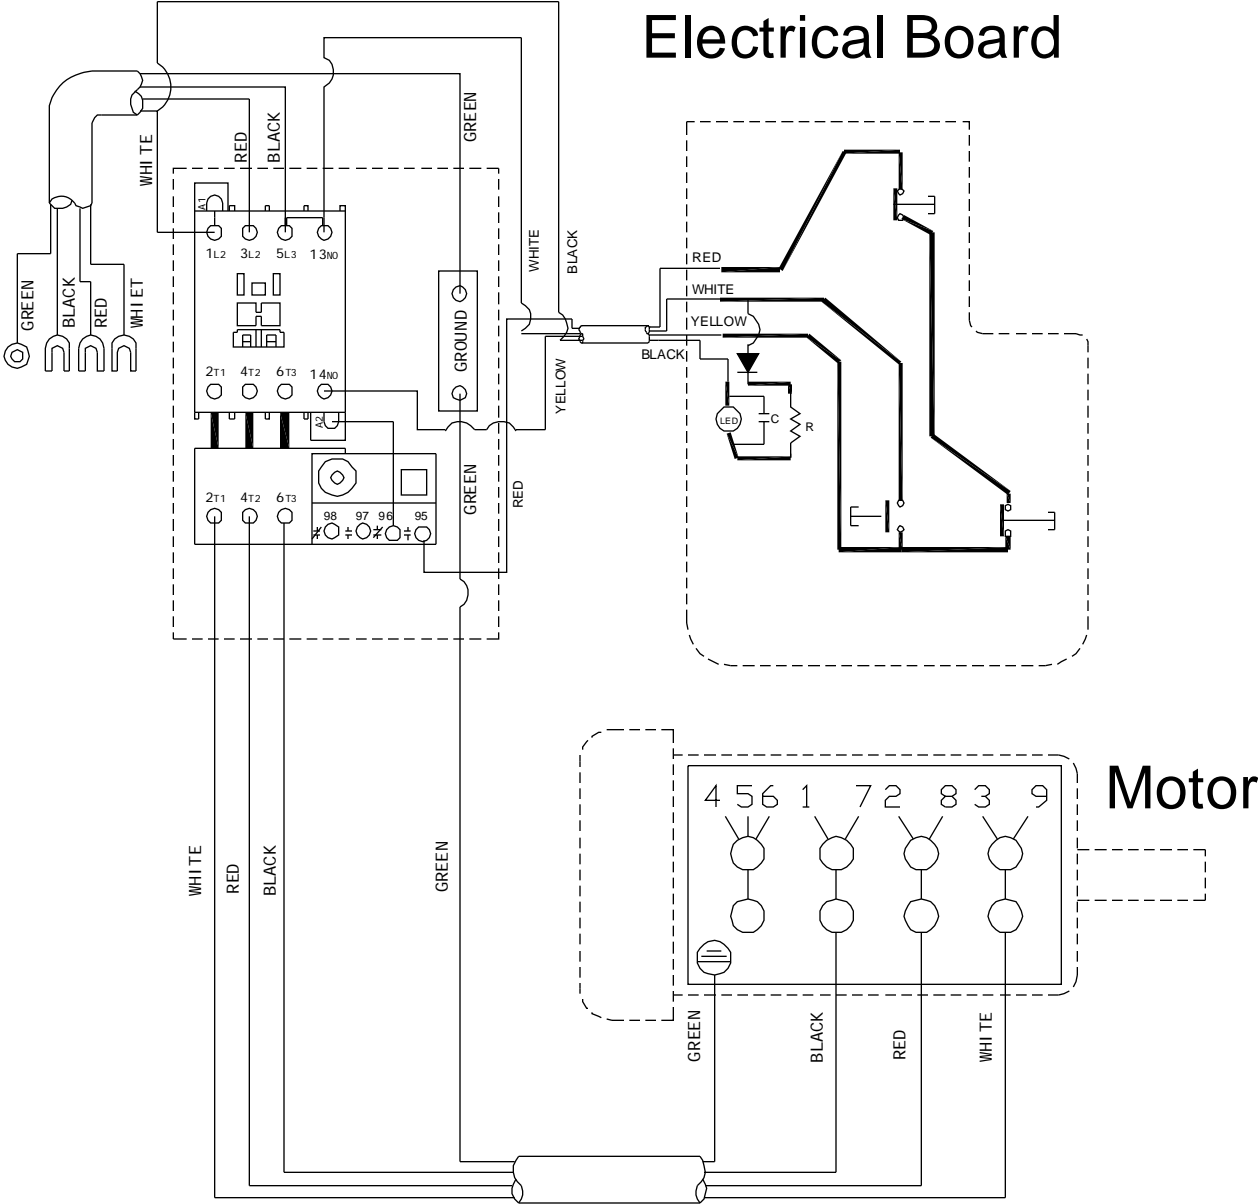 Electrical Board
GREEN
WHITE
RED
BLACK
A1
1L2 3L2 5L3 13NO
WHITE
BLACK
RED
WHITE
YELLOW
BLACK
GREEN
BLACK
RED
WHIET
GROUND
2T1 4T2 6T3 14NO
YELLOW
A2
LED
C
R
2T1 4T2 6T3
98 97 96 95
GREEN
RED
Motor
4 5 6 1 7 2 8 3 9
WHITE
RED
BLACK
GREEN
GREEN
BLACK
RED
WHITE